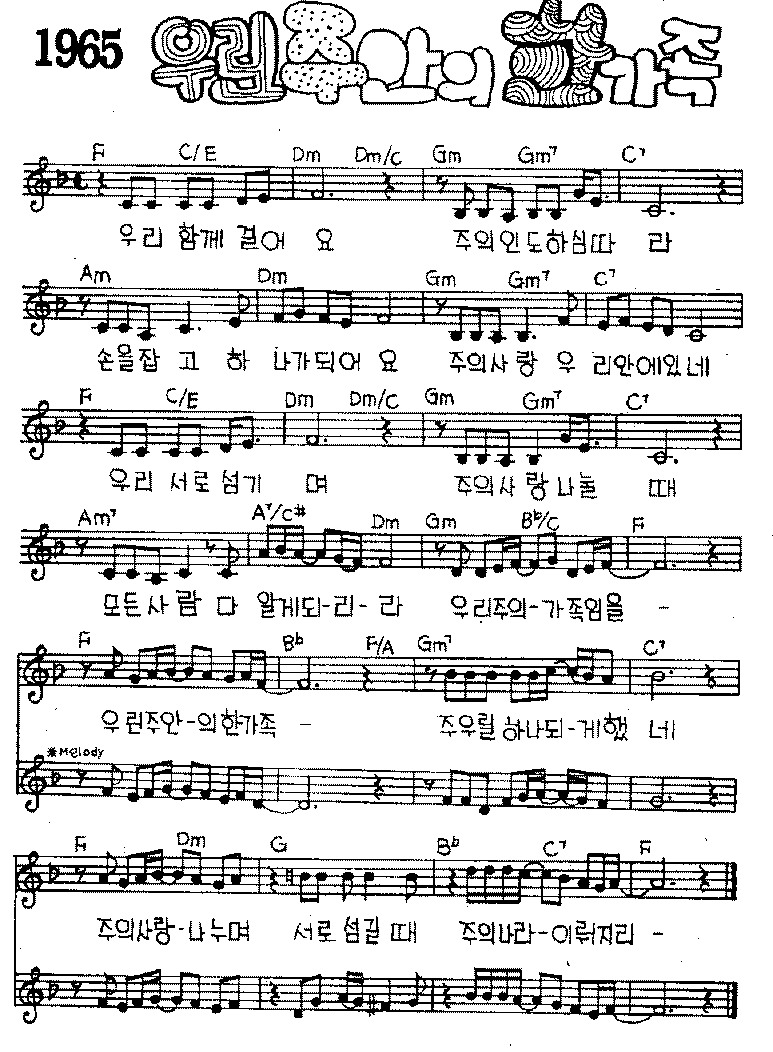 1965 우린 주 안의 한 가족
F C/E Dm Dm/C Gm Gm7 C7
우리 함께 걸어 요 주의인도하심따 라
Am Dm Gm Gm7 C7
손을잡 고 하 나가되어 요 주의사랑 우 리안에있네
F C/E Dm Dm/C Gm Gm7 C7
우리 서로 섬기 며 주의사 랑나눌 때
Am7 A7/C# Dm Gm Bb/C F
모든사 람 다 알게되-리-라 우리주의-가족임을 -
F Bb F/A Gm7 C7
우린주안-의한가족 - 주우릴하나되-게했 네
*Melody
F Dm G Bb C7 F
주의사랑-나누며 서로 섬길 때 주의나라-이뤄지리 -